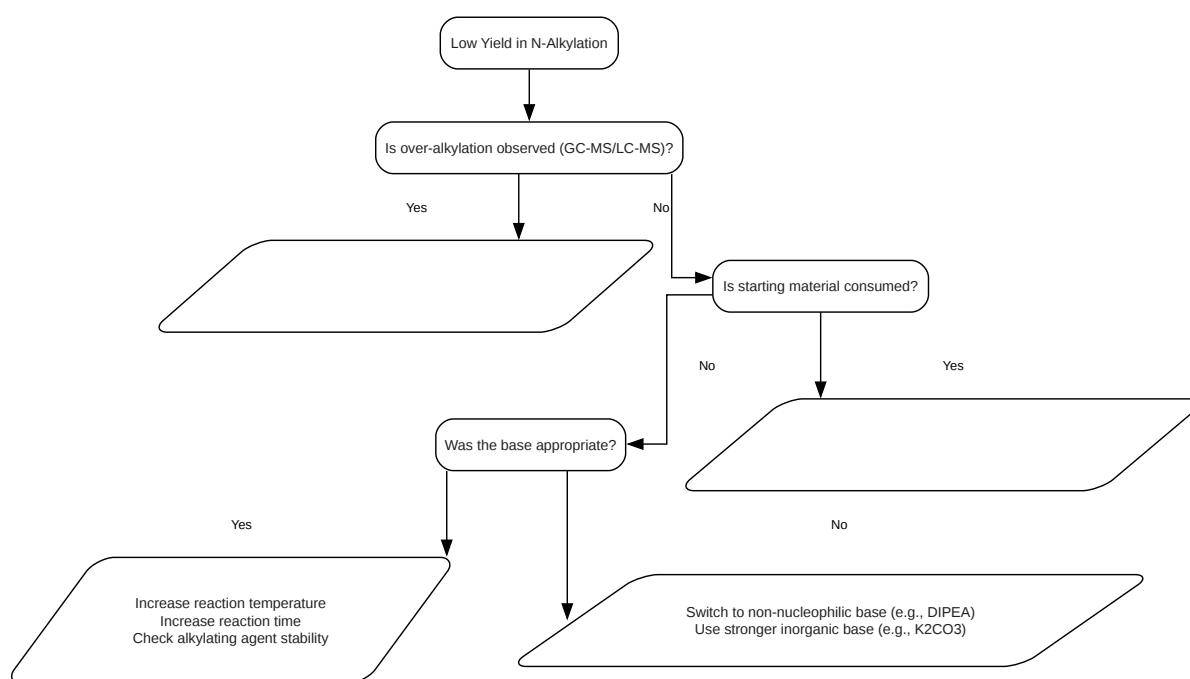 Low Yield in N-Alkylation
Is over-alkylation observed (GC-MS/LC-MS)?
Yes
No
Is starting material consumed?
No
Yes
Was the base appropriate?
Yes
No
Increase reaction temperature
Increase reaction time
Check alkylating agent stability
Switch to non-nucleophilic base (e.g., DIPEA)
Use stronger inorganic base (e.g., K2CO3)